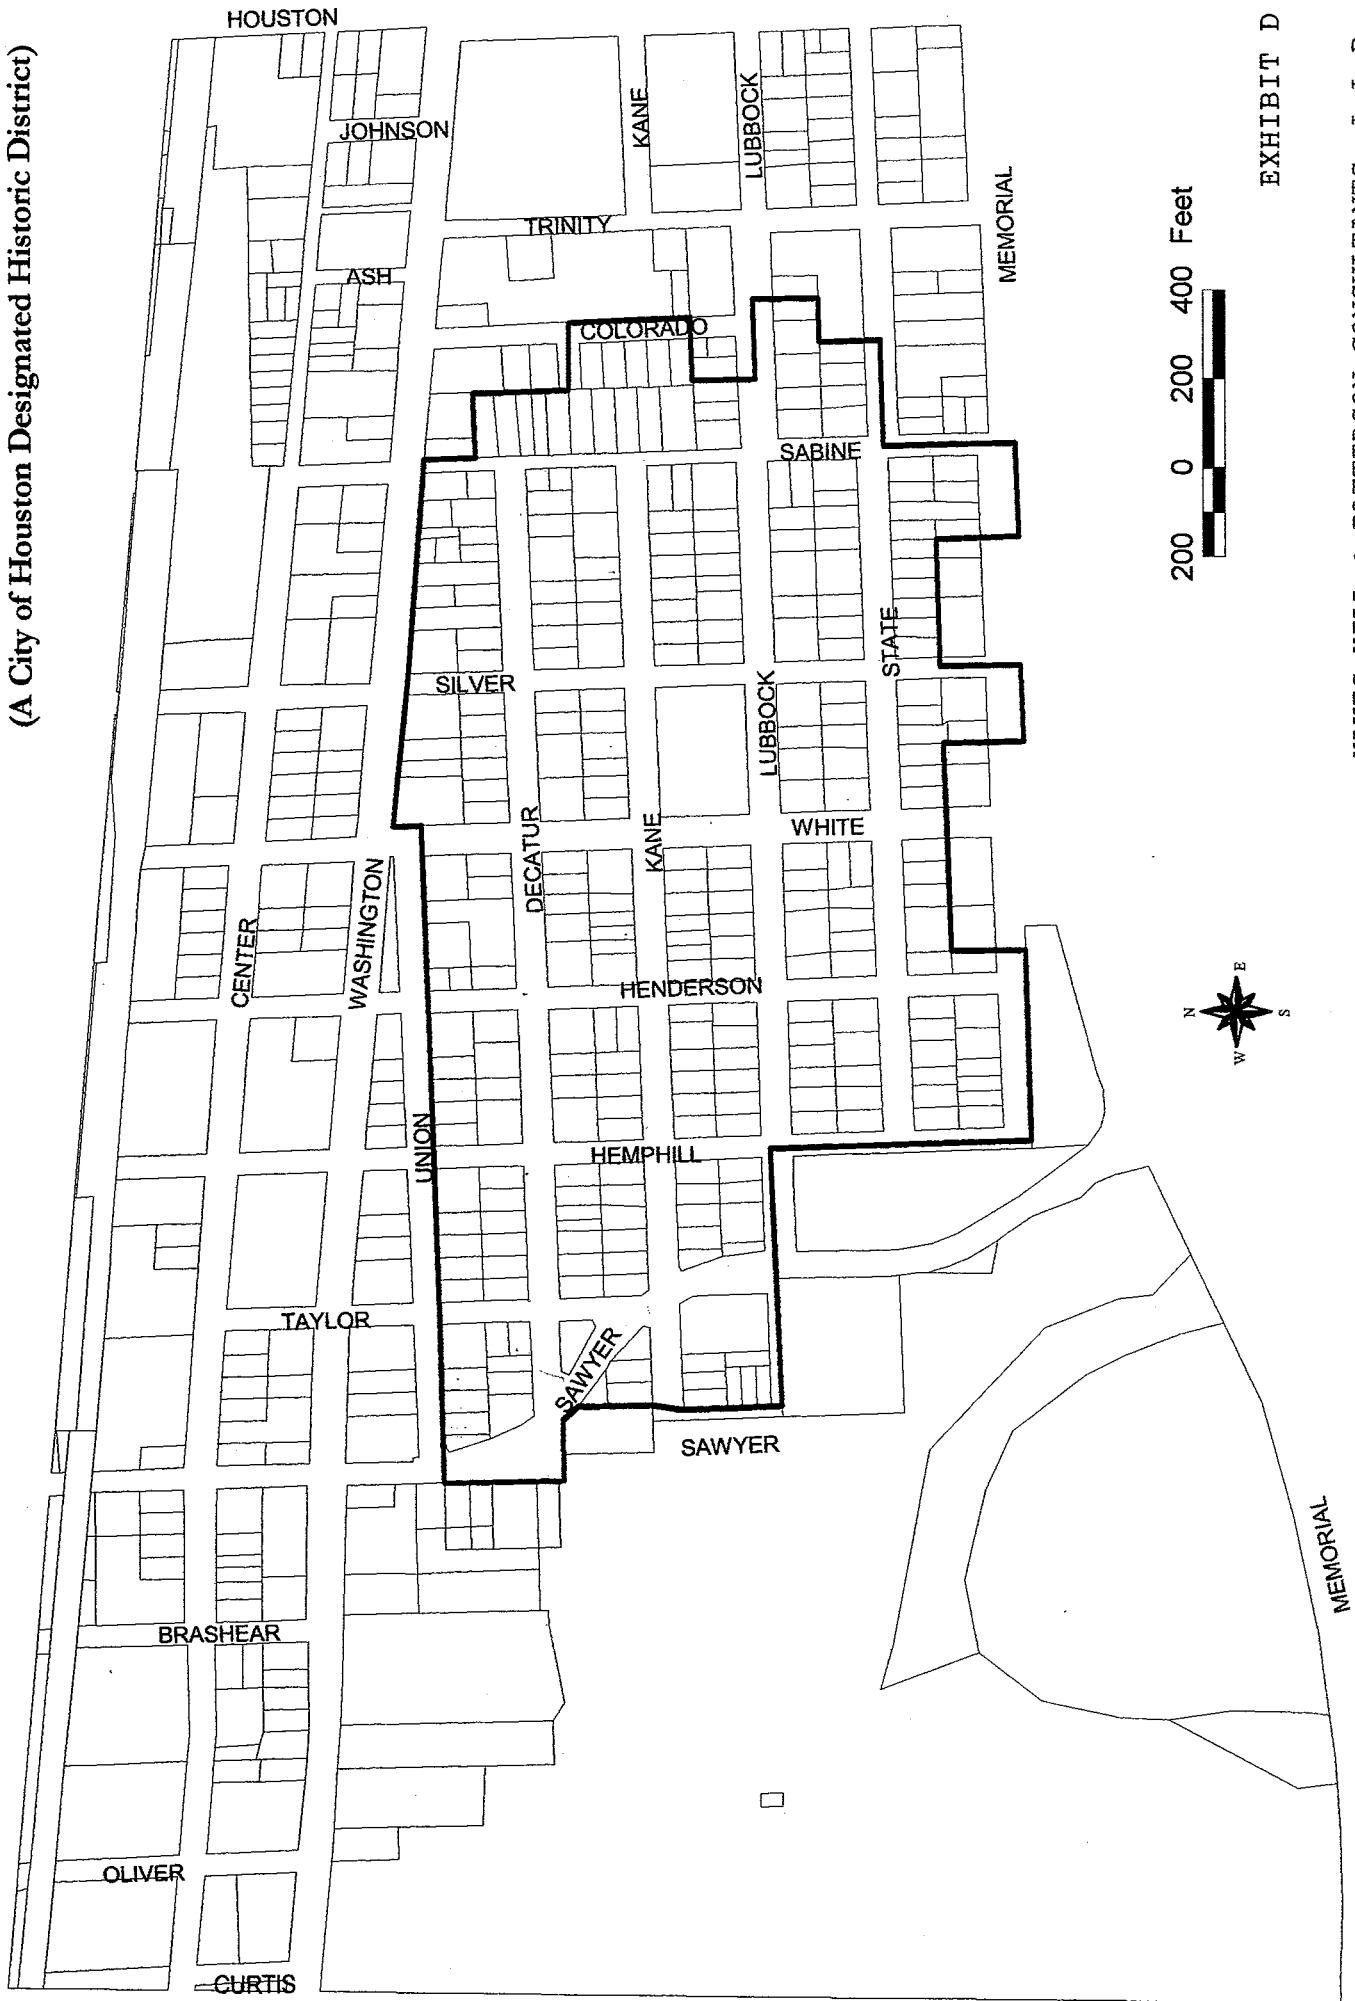 (A City of Houston Designated Historic District)
HOUSTON
JOHNSON
KANE
LUBBOCK
MEMORIAL
TRINITY
ASH
COLORADO
SABINE
SILVER
STATE
LUBBOCK
DECATUR
KANE
WHITE
CENTER
WASHINGTON
HENDERSON
UNION
HEMPHILL
TAYLOR
SAWYER
SAWYER
MEMORIAL
BRASHEAR
OLIVER
CURTIS
200 0 200 400 Feet
N
W E
S
EXHIBIT D